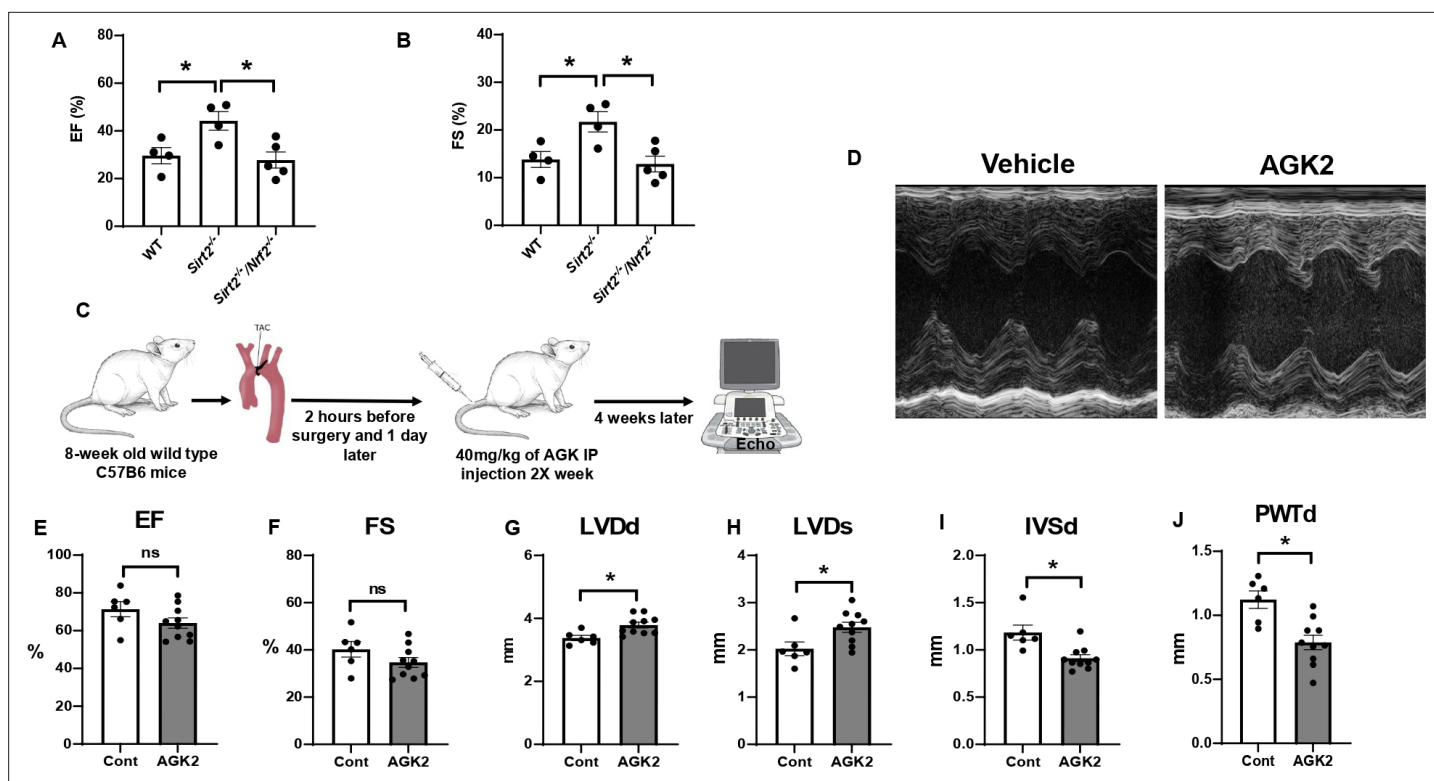 A
80
60
40
20
0
EF (%)
*
*
WT
Sirt2-/-
Sirt2-/-/Nrf2-/-
B
40
30
20
10
0
FS (%)
*
*
WT
Sirt2-/-
Sirt2-/-/Nrf2-/-
C
TAC
8-week old wild type
C57B6 mice
2 hours before
surgery and 1 day
later
40mg/kg of AGK IP
injection 2X week
4 weeks later
Echo
D
Vehicle
AGK2
E
EF
100
80
60
40
20
0
%
ns
Cont
AGK2
F
FS
80
60
40
20
0
%
ns
Cont
AGK2
G
LVDd
6
4
2
0
mm
*
Cont
AGK2
H
LVDs
4
3
2
1
0
mm
*
Cont
AGK2
I
IVSd
2.0
1.5
1.0
0.5
0.0
mm
*
Cont
AGK2
J
PWTd
1.5
1.0
0.5
0.0
mm
*
Cont
AGK2